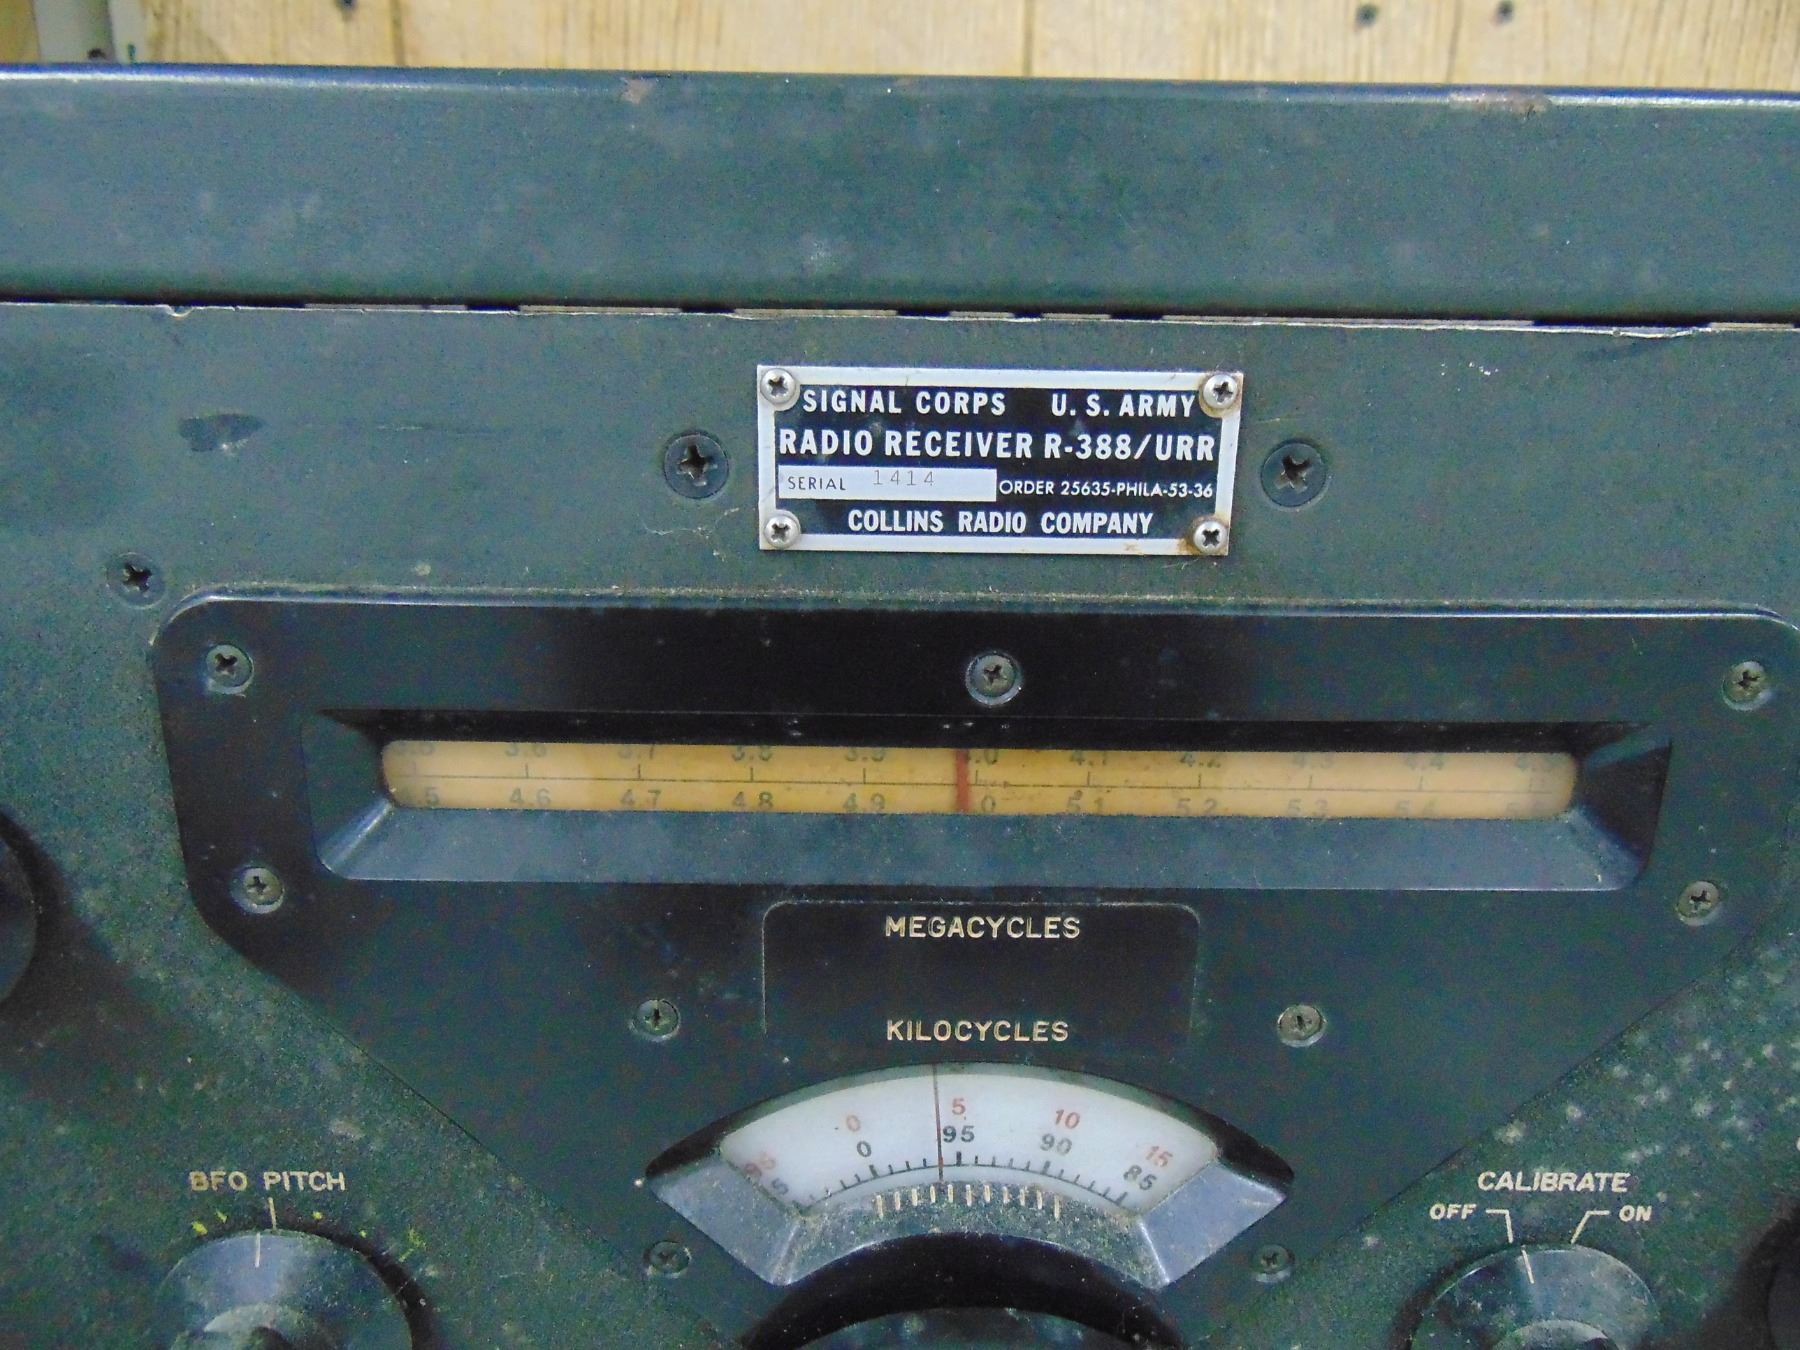 SIGNAL CORPS U. S. ARMY
RADIO RECEIVER R-388/URR
SERIAL 1414 ORDER 25635-PHILA-53-36
COLLINS RADIO COMPANY
3.6 3.7 3.8 3.9 4.1 4.2 4.3 4.4
4.6 4.7 4.8 4.9 5.1 5.2 5.3 5.4
MEGACYCLES
KILOCYCLES
0 5 10 15
0 95 90 85
BFO PITCH
CALIBRATE
OFF ON